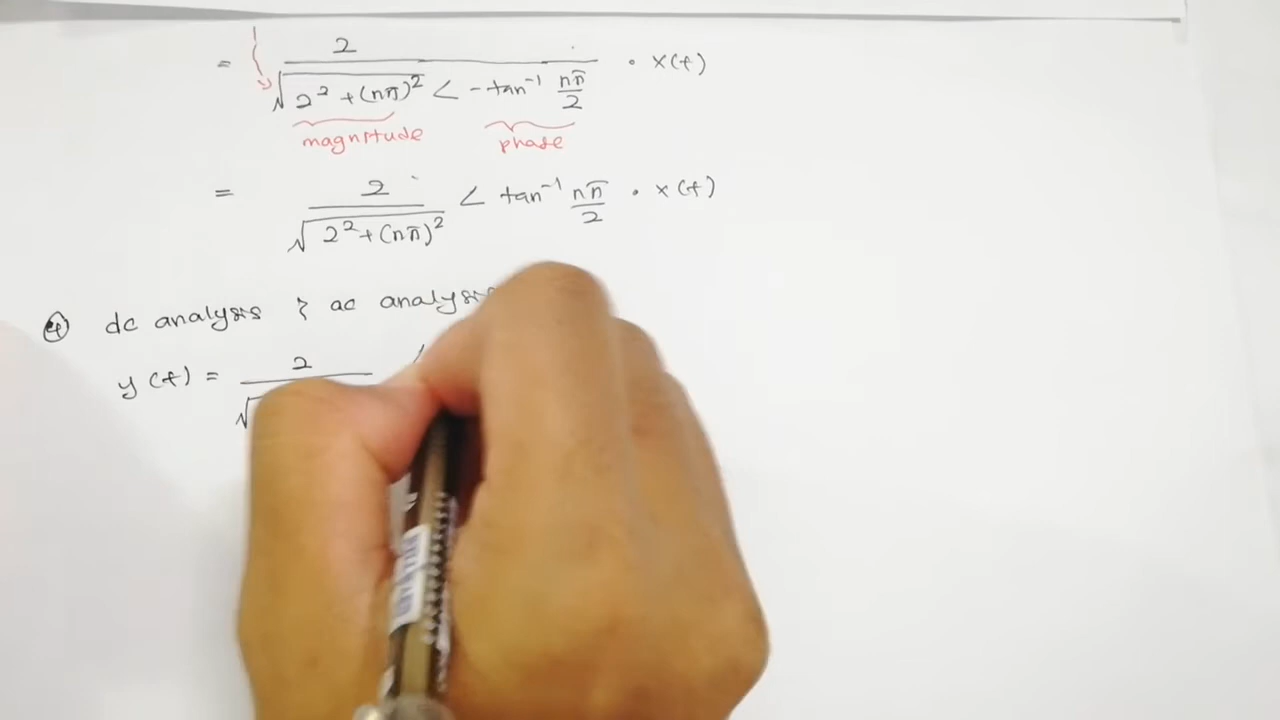 = 2 / √(2² + (nπ)²) ∠ - tan⁻¹ nπ/2 · x(t)
magnitude phase
= 2 / √(2² + (nπ)²) ∠ tan⁻¹ nπ/2 · x(t)
④ dc analysis & ac analysis
y(t) = 2 / √